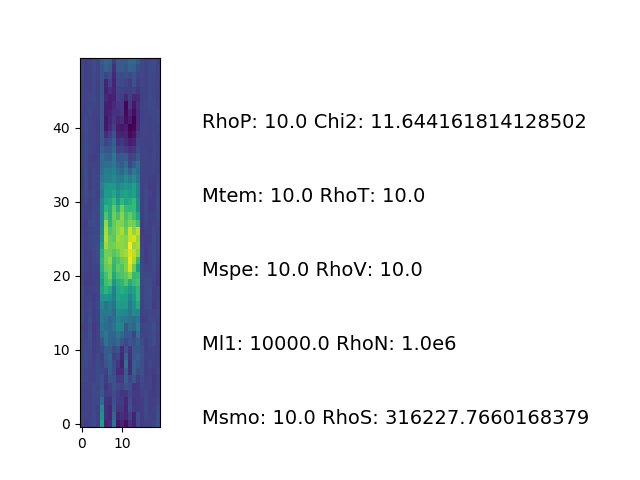 40
30
20
10
0
0 10
RhoP: 10.0 Chi2: 11.644161814128502
Mtem: 10.0 RhoT: 10.0
Mspe: 10.0 RhoV: 10.0
Ml1: 10000.0 RhoN: 1.0e6
Msmo: 10.0 RhoS: 316227.7660168379